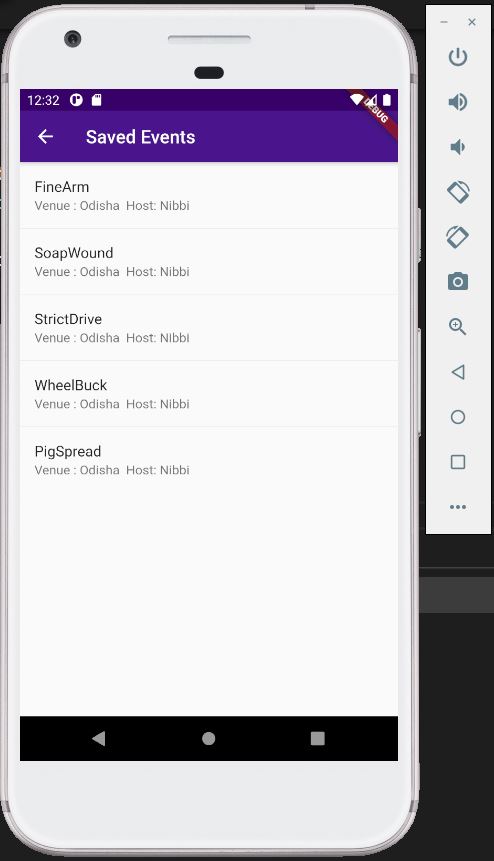 12:32
DEBUG
Saved Events
FineArm
Venue : Odisha  Host: Nibbi
SoapWound
Venue : Odisha  Host: Nibbi
StrictDrive
Venue : Odisha  Host: Nibbi
WheelBuck
Venue : Odisha  Host: Nibbi
PigSpread
Venue : Odisha  Host: Nibbi